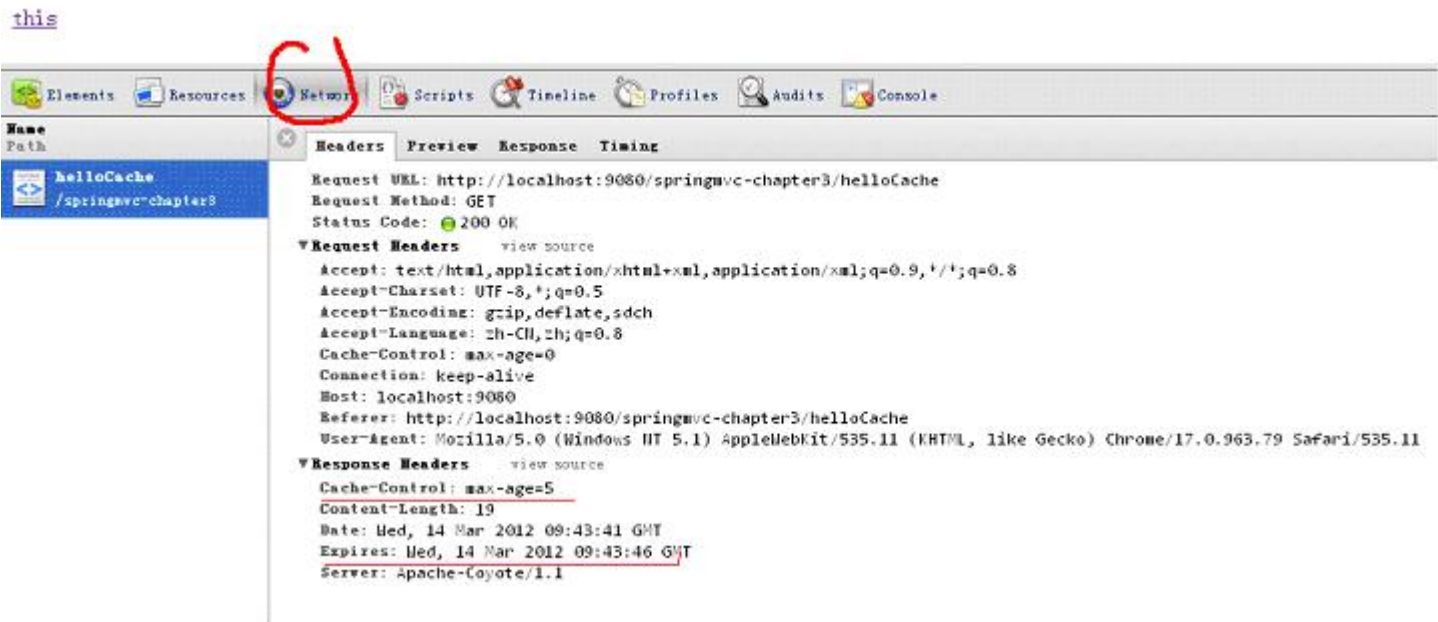 this
Elements Resources Network Scripts Timeline Profiles Audits Console
Name
Path
Headers Preview Response Timing
helloCache
/springmvc-chapter3
Request URL: http://localhost:9080/springmvc-chapter3/helloCache
Request Method: GET
Status Code: 200 OK
Request Headers view source
Accept: text/html,application/xhtml+xml,application/xml;q=0.9,*/*;q=0.8
Accept-Charset: UTF-8,*;q=0.5
Accept-Encoding: gzip,deflate,sdch
Accept-Language: zh-CN,zh;q=0.8
Cache-Control: max-age=0
Connection: keep-alive
Host: localhost:9080
Referer: http://localhost:9080/springmvc-chapter3/helloCache
User-Agent: Mozilla/5.0 (Windows NT 5.1) AppleWebKit/535.11 (KHTML, like Gecko) Chrome/17.0.963.79 Safari/535.11
Response Headers view source
Cache-Control: max-age=5
Content-Length: 19
Date: Wed, 14 Mar 2012 09:43:41 GMT
Expires: Wed, 14 Mar 2012 09:43:46 GMT
Server: Apache-Coyote/1.1